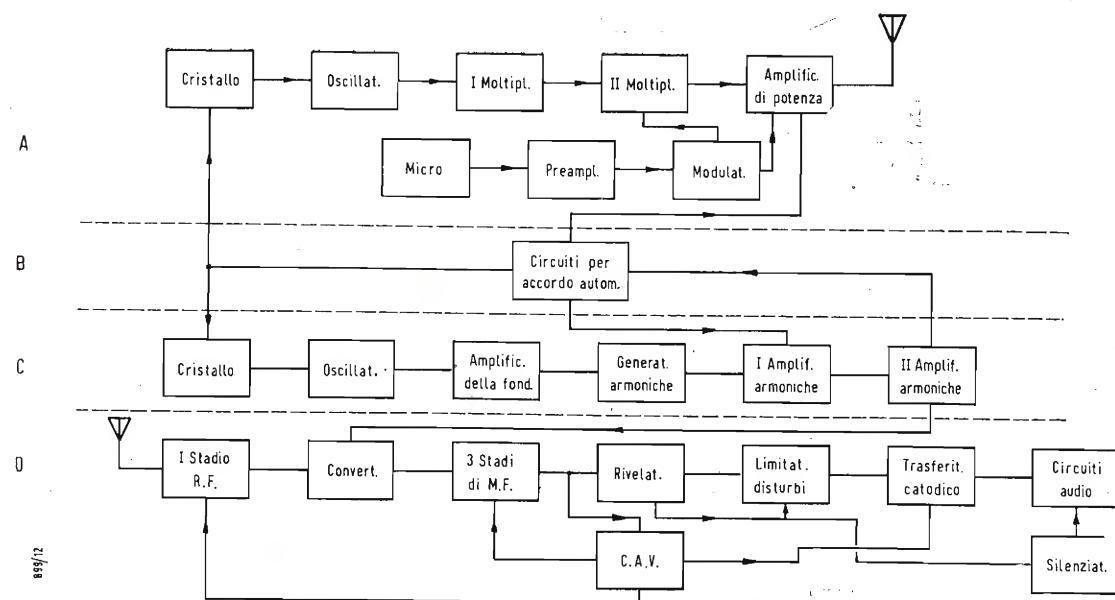 Cristallo
Oscillat.
I Moltipl.
II Moltipl.
Amplific.
di potenza
A
Micro
Preampl.
Modulat.
B
Circuiti per
accordo autom.
C
Cristallo
Oscillat.
Amplific.
della fond.
Generat.
armoniche
I Amplif.
armoniche
II Amplif.
armoniche
D
I Stadio
R.F.
Convert.
3 Stadi
di M.F.
Rivelat.
Limitat.
disturbi
Trasferit.
catodico
Circuiti
audio
C.A.V.
Silenziat.
899/12